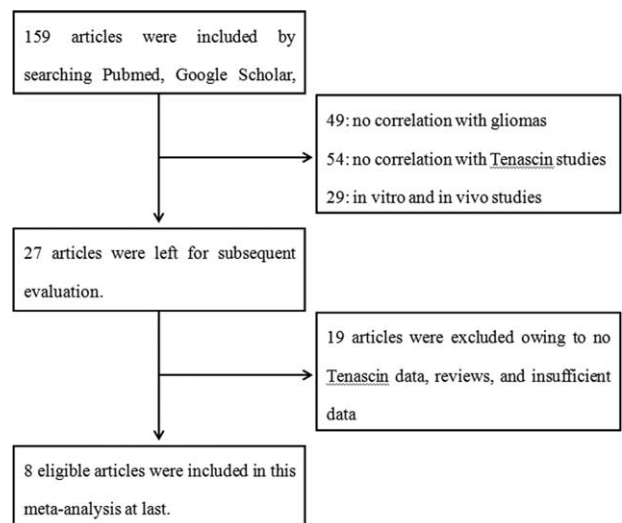 159 articles were included by
searching Pubmed, Google Scholar,
49: no correlation with gliomas
54: no correlation with Tenascin studies
29: in vitro and in vivo studies
27 articles were left for subsequent
evaluation.
19 articles were excluded owing to no
Tenascin data, reviews, and insufficient
data
8 eligible articles were included in this
meta-analysis at last.